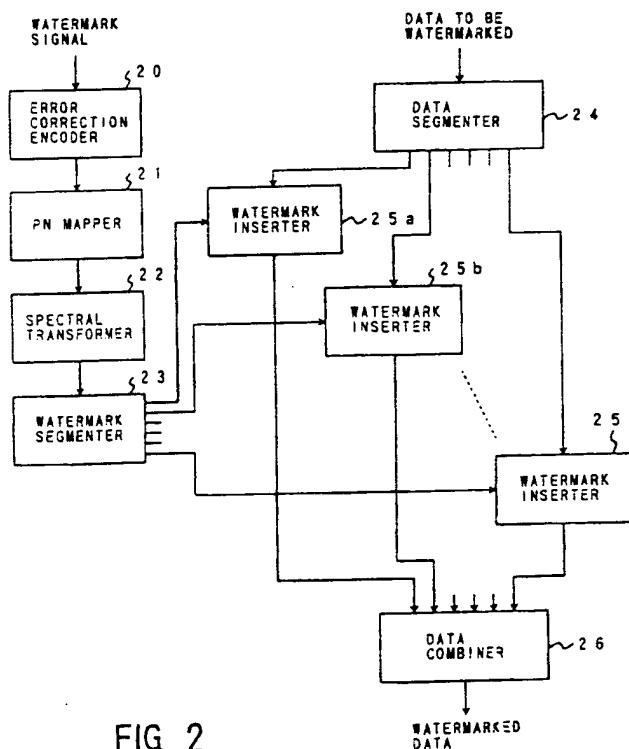 WATERMARK
SIGNAL
20
ERROR
CORRECTION
ENCODER
21
PN MAPPER
22
SPECTRAL
TRANSFORMER
23
WATERMARK
SEGMENTER
DATA TO BE
WATERMARKED
DATA
SEGMENTER
24
WATERMARK
INSERTER
25a
25b
WATERMARK
INSERTER
25
WATERMARK
INSERTER
DATA
COMBINER
26
WATERMARKED
DATA
FIG 2